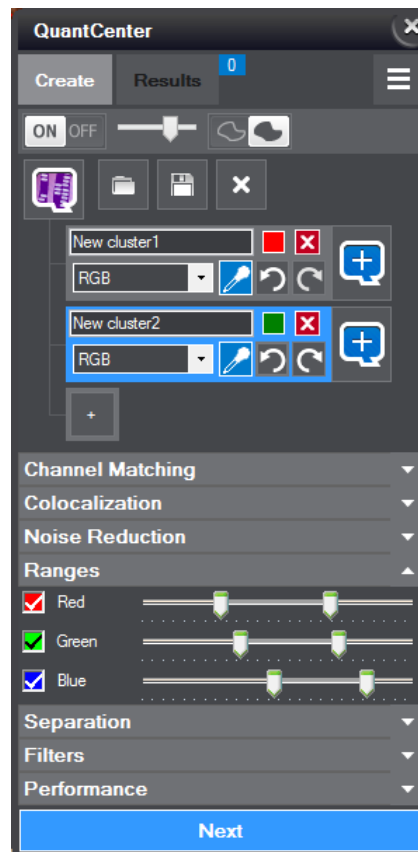 QuantCenter
Create Results 0
ON OFF
New cluster1
RGB
New cluster2
RGB
+
Channel Matching
Colocalization
Noise Reduction
Ranges
Red
Green
Blue
Separation
Filters
Performance
Next